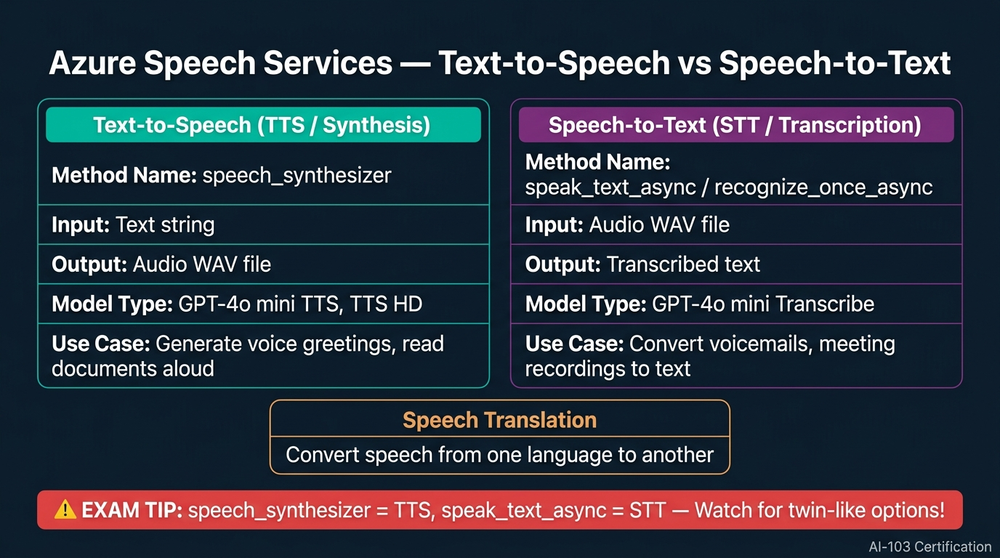 Azure Speech Services — Text-to-Speech vs Speech-to-Text
Text-to-Speech (TTS / Synthesis)
Method Name: speech_synthesizer
Input: Text string
Output: Audio WAV file
Model Type: GPT-4o mini TTS, TTS HD
Use Case: Generate voice greetings, read
documents aloud
Speech-to-Text (STT / Transcription)
Method Name:
speak_text_async / recognize_once_async
Input: Audio WAV file
Output: Transcribed text
Model Type: GPT-4o mini Transcribe
Use Case: Convert voicemails, meeting
recordings to text
Speech Translation
Convert speech from one language to another
⚠️ EXAM TIP: speech_synthesizer = TTS, speak_text_async = STT — Watch for twin-like options!
AI-103 Certification